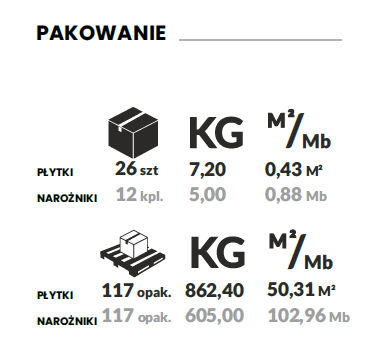 PAKOWANIE
KG M²/Mb
PŁYTKI 26 szt 7,20 0,43 M²
NAROŻNIKI 12 kpl. 5,00 0,88 Mb
KG M²/Mb
PŁYTKI 117 opak. 862,40 50,31 M²
NAROŻNIKI 117 opak. 605,00 102,96 Mb